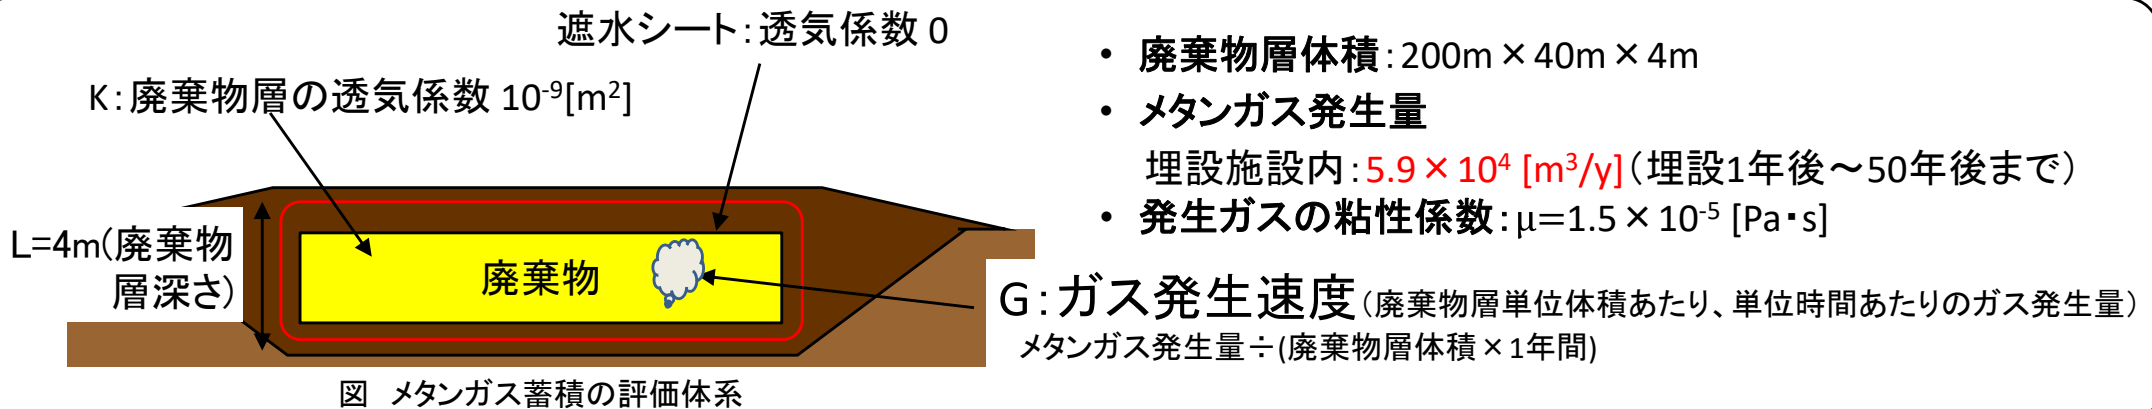 遮水シート：透気係数 0
K：廃棄物層の透気係数 10⁻⁹[m²]
L=4m(廃棄物
層深さ)
廃棄物
図　メタンガス蓄積の評価体系
• 廃棄物層体積：200m×40m×4m
• メタンガス発生量
埋設施設内：5.9×10⁴ [m³/y]（埋設1年後～50年後まで）
• 発生ガスの粘性係数：μ＝1.5×10⁻⁵ [Pa・s]
G：ガス発生速度（廃棄物層単位体積あたり、単位時間あたりのガス発生量）
メタンガス発生量÷(廃棄物層体積×1年間)